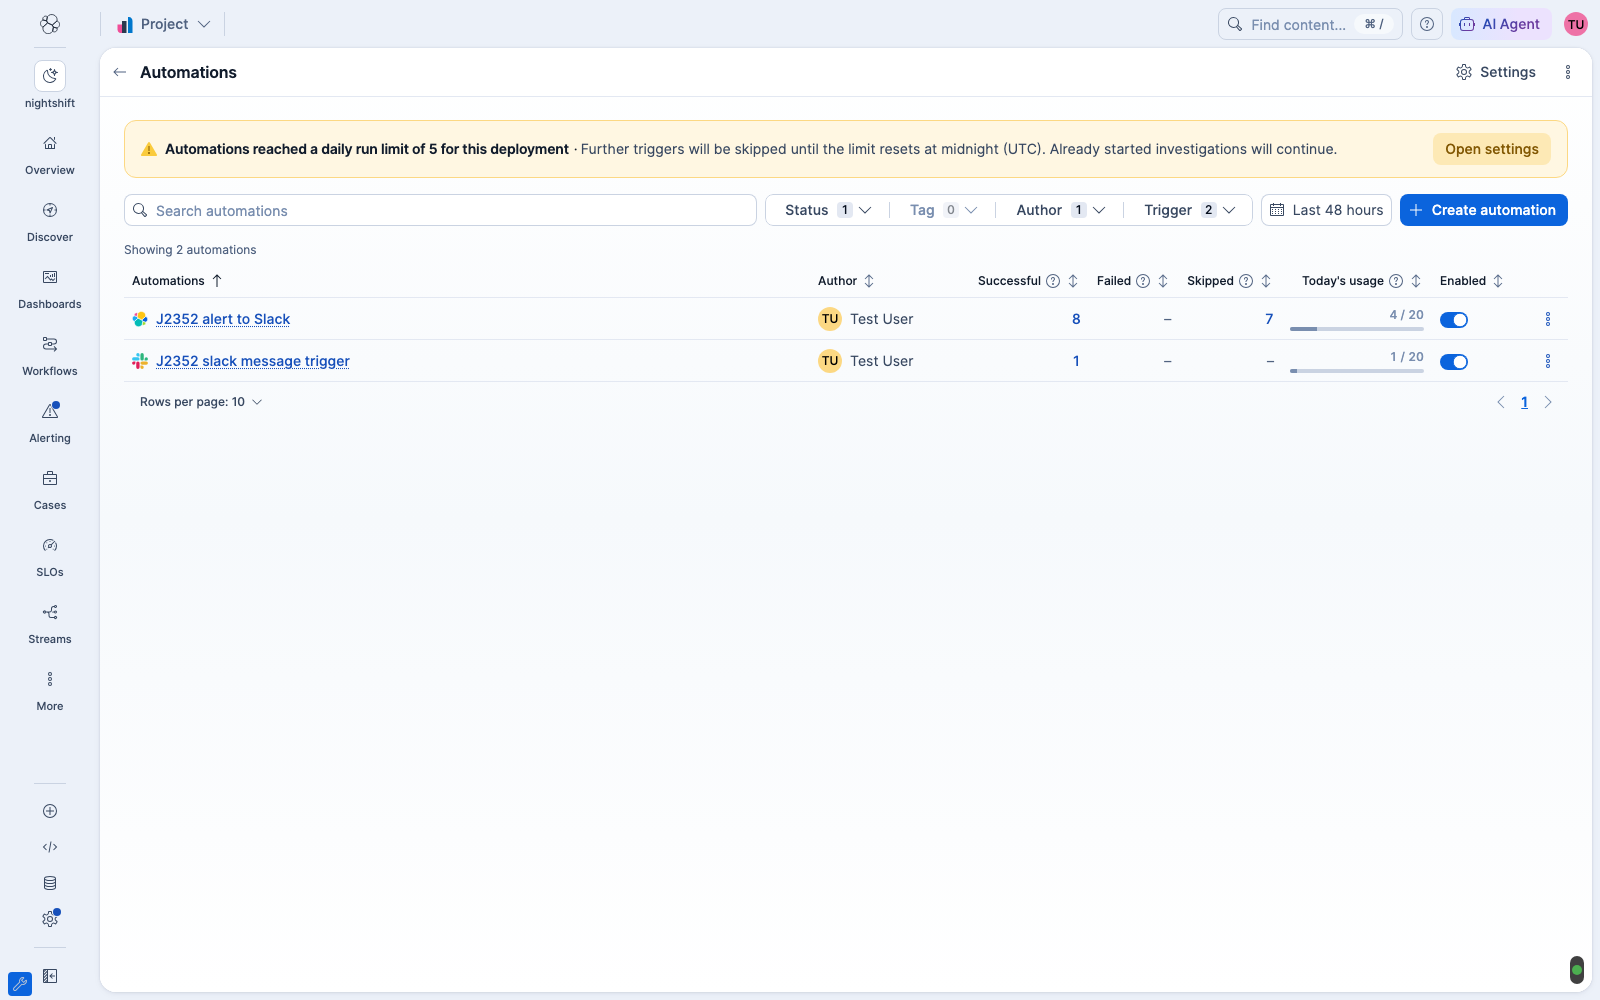 Project
Find content... ⌘ /
AI Agent
TU
nightshift
Overview
Discover
Dashboards
Workflows
Alerting
Cases
SLOs
Streams
More
Automations
Settings
Automations reached a daily run limit of 5 for this deployment · Further triggers will be skipped until the limit resets at midnight (UTC). Already started investigations will continue.
Open settings
Search automations
Status 1 Tag 0 Author 1 Trigger 2
Last 48 hours
Create automation
Showing 2 automations
Automations Author Successful Failed Skipped Today's usage Enabled
J2352 alert to Slack TU Test User 8 – 7 4 / 20
J2352 slack message trigger TU Test User 1 – – 1 / 20
Rows per page: 10
1